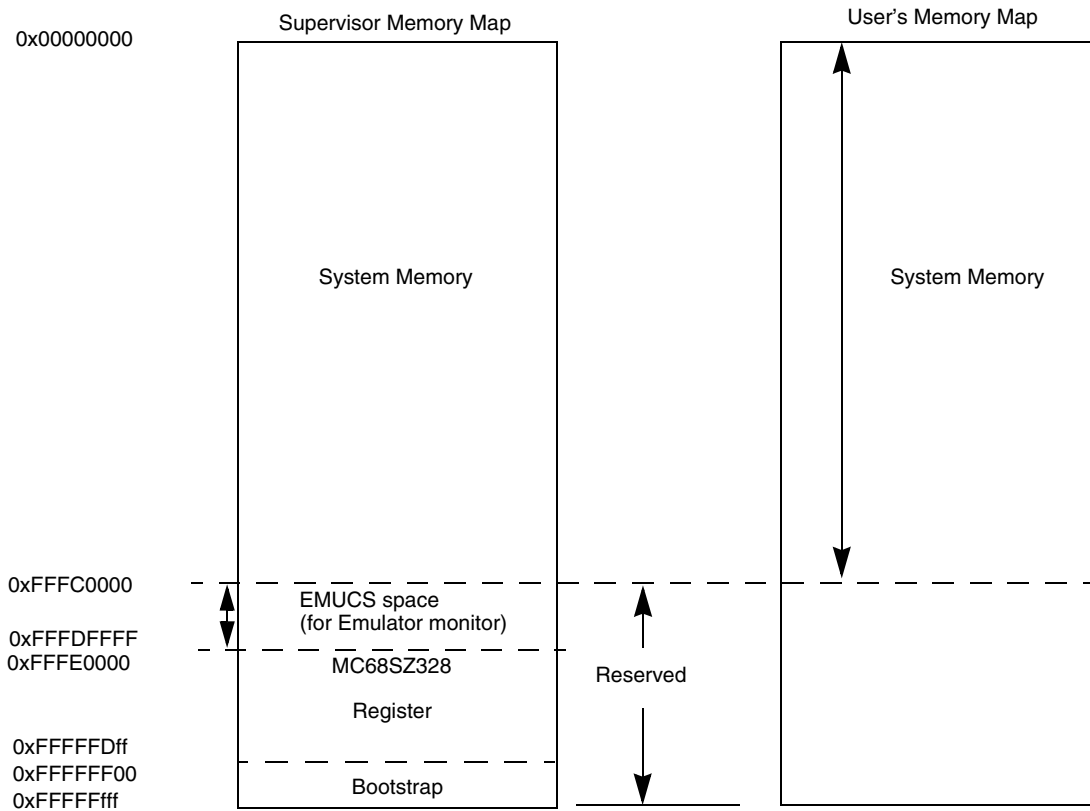 Supervisor Memory Map
User's Memory Map
0x00000000
System Memory
System Memory
0xFFFC0000
EMUCS space
(for Emulator monitor)
0xFFFDFFFF
0xFFFE0000
MC68SZ328
Register
Reserved
0xFFFFFDff
0xFFFFFF00
Bootstrap
0xFFFFFfff